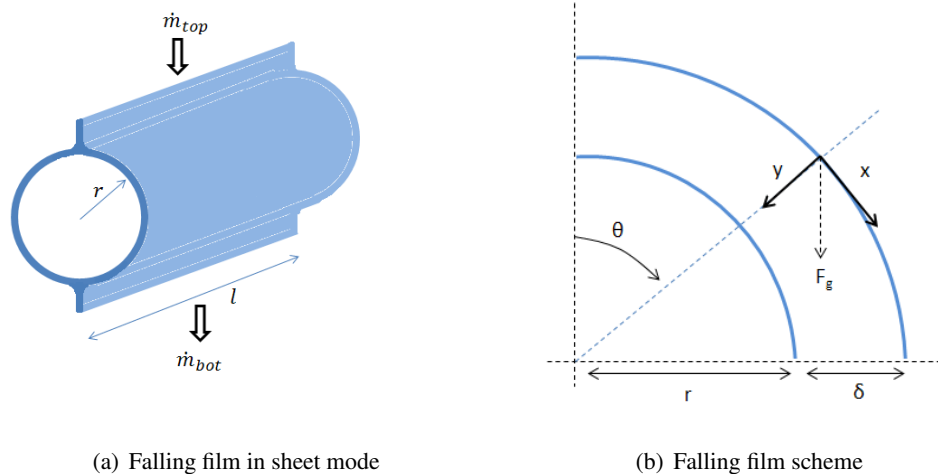 ṁ_top
r
l
ṁ_bot
y
x
θ
F_g
r
δ
(a) Falling film in sheet mode
(b) Falling film scheme